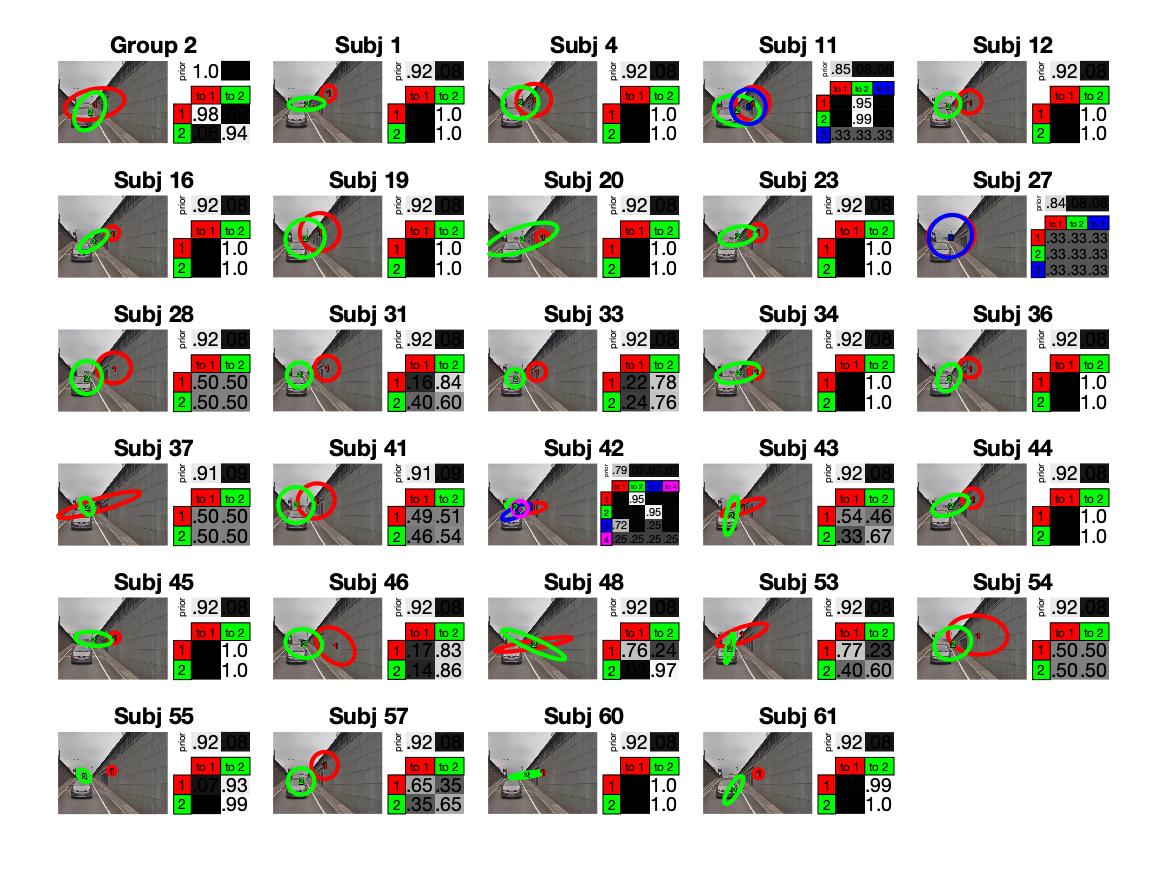 Group 2
prior 1.0
to 1 to 2
1 .98
2 .06 .94
Subj 1
prior .92 .08
to 1 to 2
1 1.0
2 1.0
Subj 4
prior .92 .08
to 1 to 2
1 1.0
2 1.0
Subj 11
prior .85 .08 .08
to 1 to 2
1 .95
2 .99
3 .33 .33 .33
Subj 12
prior .92 .08
to 1 to 2
1 1.0
2 1.0
Subj 16
prior .92 .08
to 1 to 2
1 1.0
2 1.0
Subj 19
prior .92 .08
to 1 to 2
1 1.0
2 1.0
Subj 20
prior .92 .08
to 1 to 2
1 1.0
2 1.0
Subj 23
prior .92 .08
to 1 to 2
1 1.0
2 1.0
Subj 27
prior .84 .08 .08
to 1 to 2
1 .33 .33 .33
2 .33 .33 .33
3 .33 .33 .33
Subj 28
prior .92 .08
to 1 to 2
1 .50 .50
2 .50 .50
Subj 31
prior .92 .08
to 1 to 2
1 .16 .84
2 .40 .60
Subj 33
prior .92 .08
to 1 to 2
1 .22 .78
2 .24 .76
Subj 34
prior .92 .08
to 1 to 2
1 1.0
2 1.0
Subj 36
prior .92 .08
to 1 to 2
1 1.0
2 1.0
Subj 37
prior .91 .09
to 1 to 2
1 .50 .50
2 .50 .50
Subj 41
prior .91 .09
to 1 to 2
1 .49 .51
2 .46 .54
Subj 42
prior .79 .07 .07 .07
to 1 to 2
1 .95
2 .95
3 .72 .25
4 .25 .25 .25 .25
Subj 43
prior .92 .08
to 1 to 2
1 .54 .46
2 .33 .67
Subj 44
prior .92 .08
to 1 to 2
1 1.0
2 1.0
Subj 45
prior .92 .08
to 1 to 2
1 1.0
2 1.0
Subj 46
prior .92 .08
to 1 to 2
1 .17 .83
2 .14 .86
Subj 48
prior .92 .08
to 1 to 2
1 .76 .24
2 .03 .97
Subj 53
prior .92 .08
to 1 to 2
1 .77 .23
2 .40 .60
Subj 54
prior .92 .08
to 1 to 2
1 .50 .50
2 .50 .50
Subj 55
prior .92 .08
to 1 to 2
1 .07 .93
2 .99
Subj 57
prior .92 .08
to 1 to 2
1 .65 .35
2 .35 .65
Subj 60
prior .92 .08
to 1 to 2
1 1.0
2 1.0
Subj 61
prior .92 .08
to 1 to 2
1 .99
2 1.0